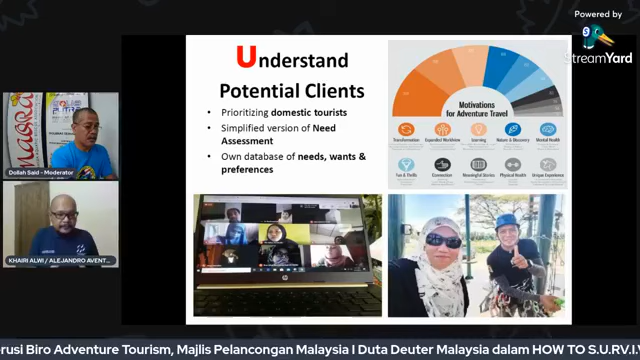 Powered by
StreamYard
Understand
Potential Clients
• Prioritizing domestic tourists
• Simplified version of Need
Assessment
• Own database of needs, wants &
preferences
Motivations
for Adventure Travel
Transformation
Expanded Worldview
Learning
Nature & Discovery
Mental Health
Fun & Thrills
Connection
Meaningful Stories
Physical Health
Unique Experience
Dollah Said - Moderator
KHAIRI ALWI / ALEJANDRO AVENT...
erusi Biro Adventure Tourism, Majlis Pelancongan Malaysia I Duta Deuter Malaysia dalam HOW TO S.U.R.V.I.